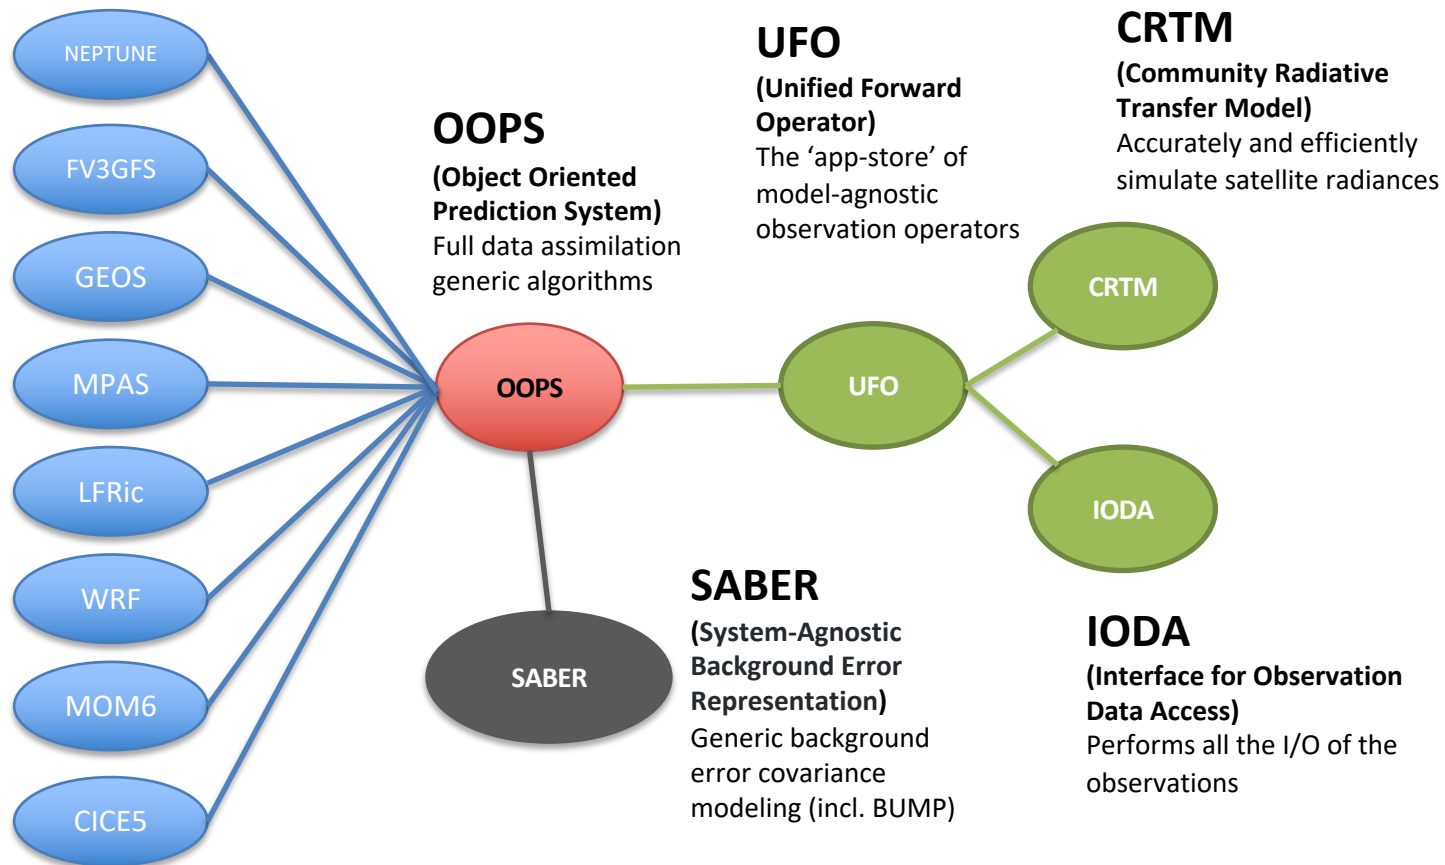 NEPTUNE
FV3GFS
GEOS
MPAS
LFRic
WRF
MOM6
CICE5
OOPS
(Object Oriented
Prediction System)
Full data assimilation
generic algorithms
OOPS
UFO
(Unified Forward
Operator)
The ‘app-store’ of
model-agnostic
observation operators
UFO
CRTM
(Community Radiative
Transfer Model)
Accurately and efficiently
simulate satellite radiances
CRTM
IODA
SABER
SABER
(System-Agnostic
Background Error
Representation)
Generic background
error covariance
modeling (incl. BUMP)
IODA
(Interface for Observation
Data Access)
Performs all the I/O of the
observations